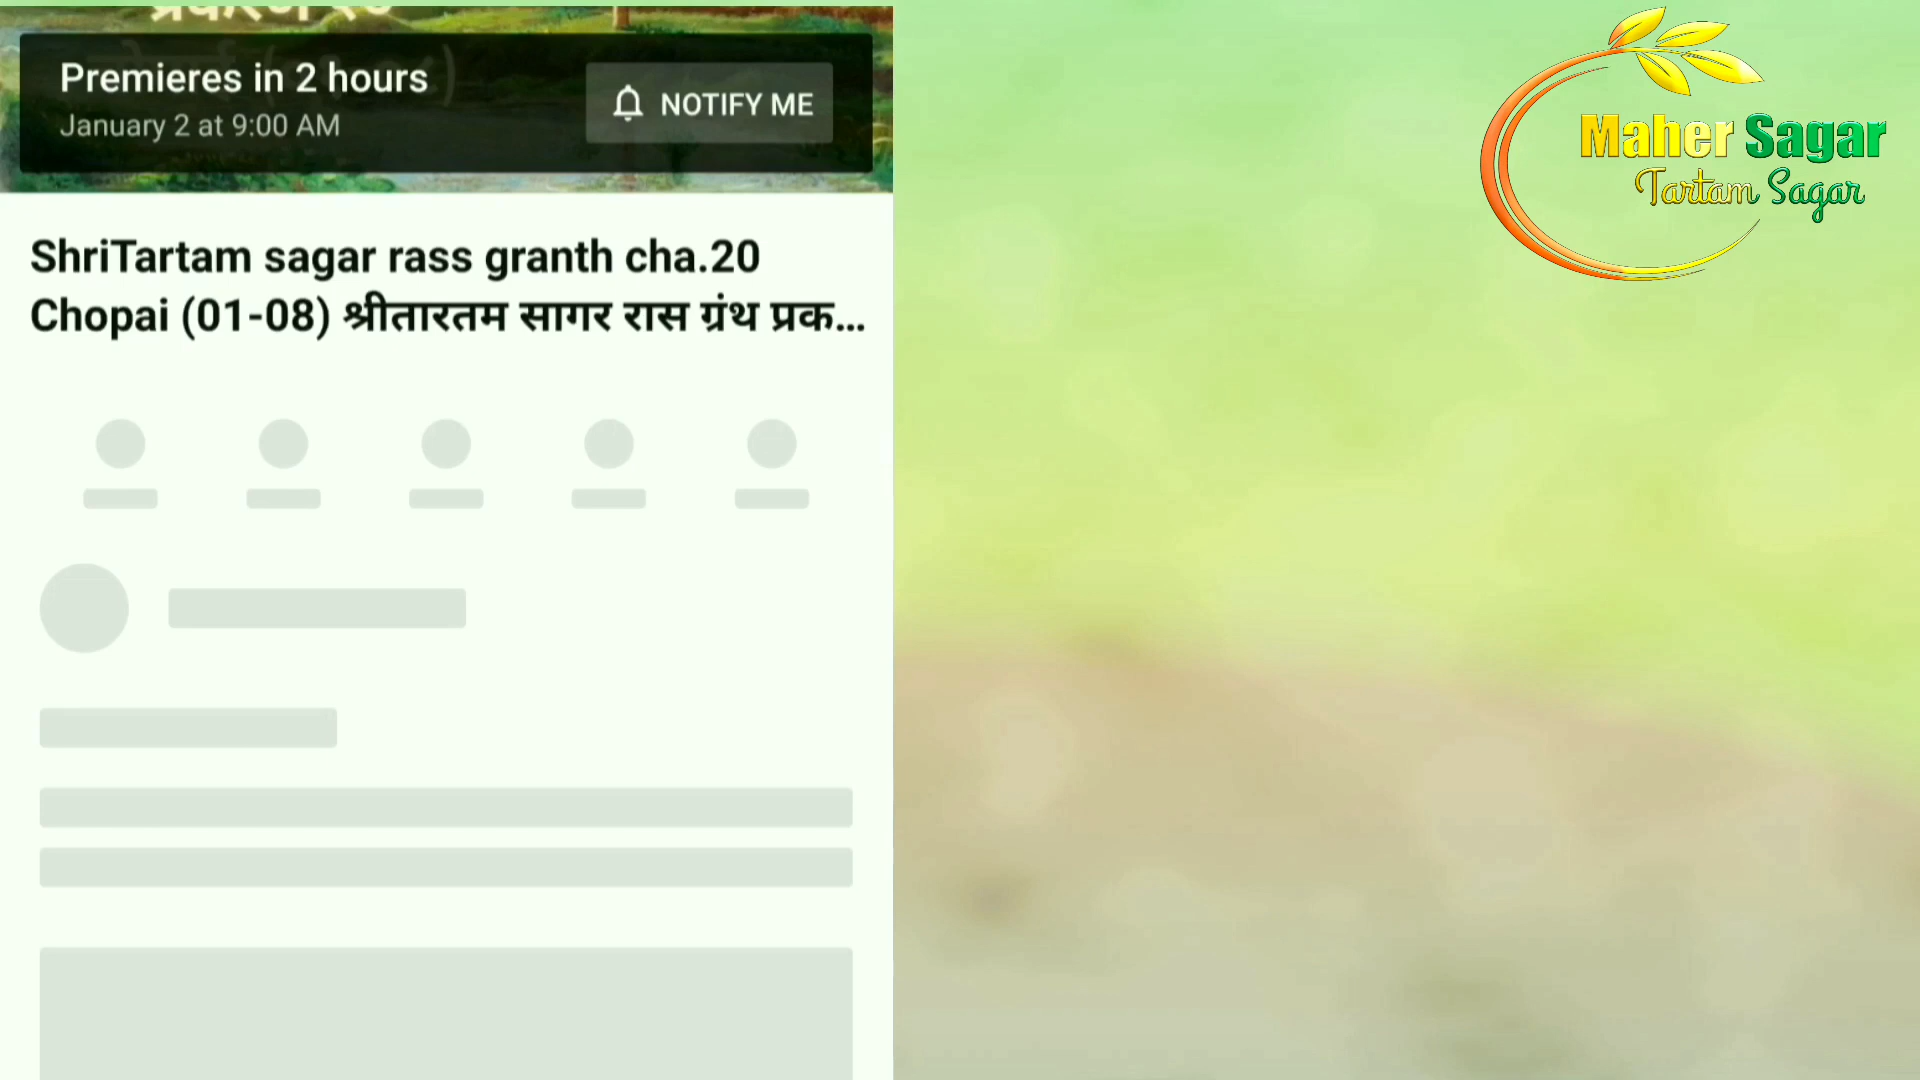 Premieres in 2 hours
January 2 at 9:00 AM
NOTIFY ME
ShriTartam sagar rass granth cha.20
Chopai (01-08) श्रीतारतम सागर रास ग्रंथ प्रक...
Maher Sagar
Tartam Sagar